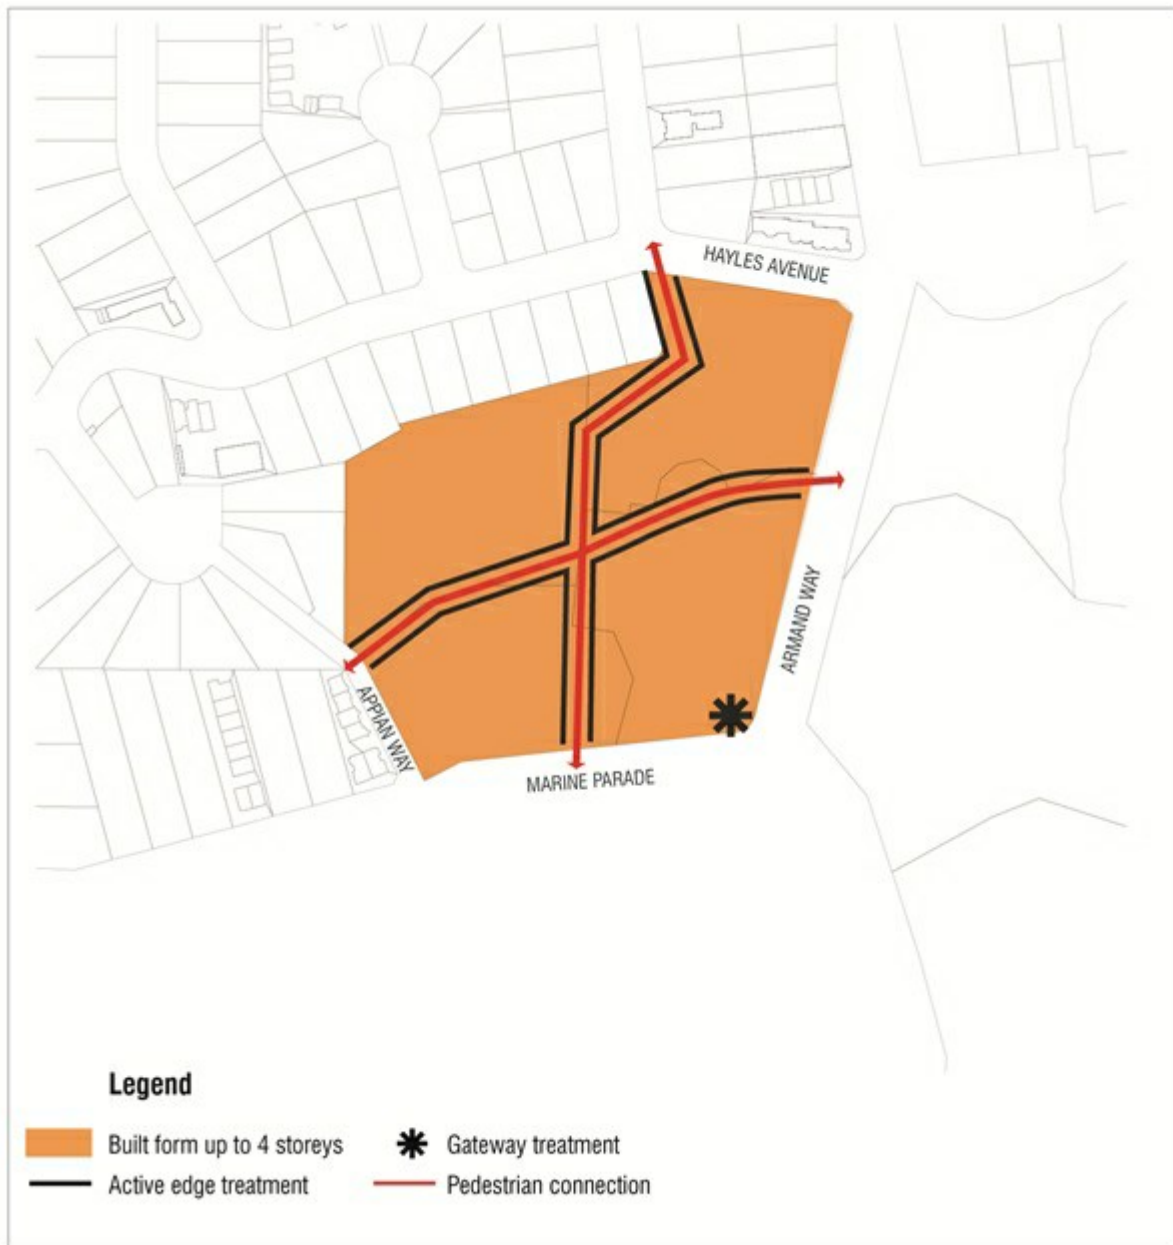 HAYLES AVENUE
ARMAND WAY
APPIAN WAY
MARINE PARADE
Legend
Built form up to 4 storeys
Gateway treatment
Active edge treatment
Pedestrian connection